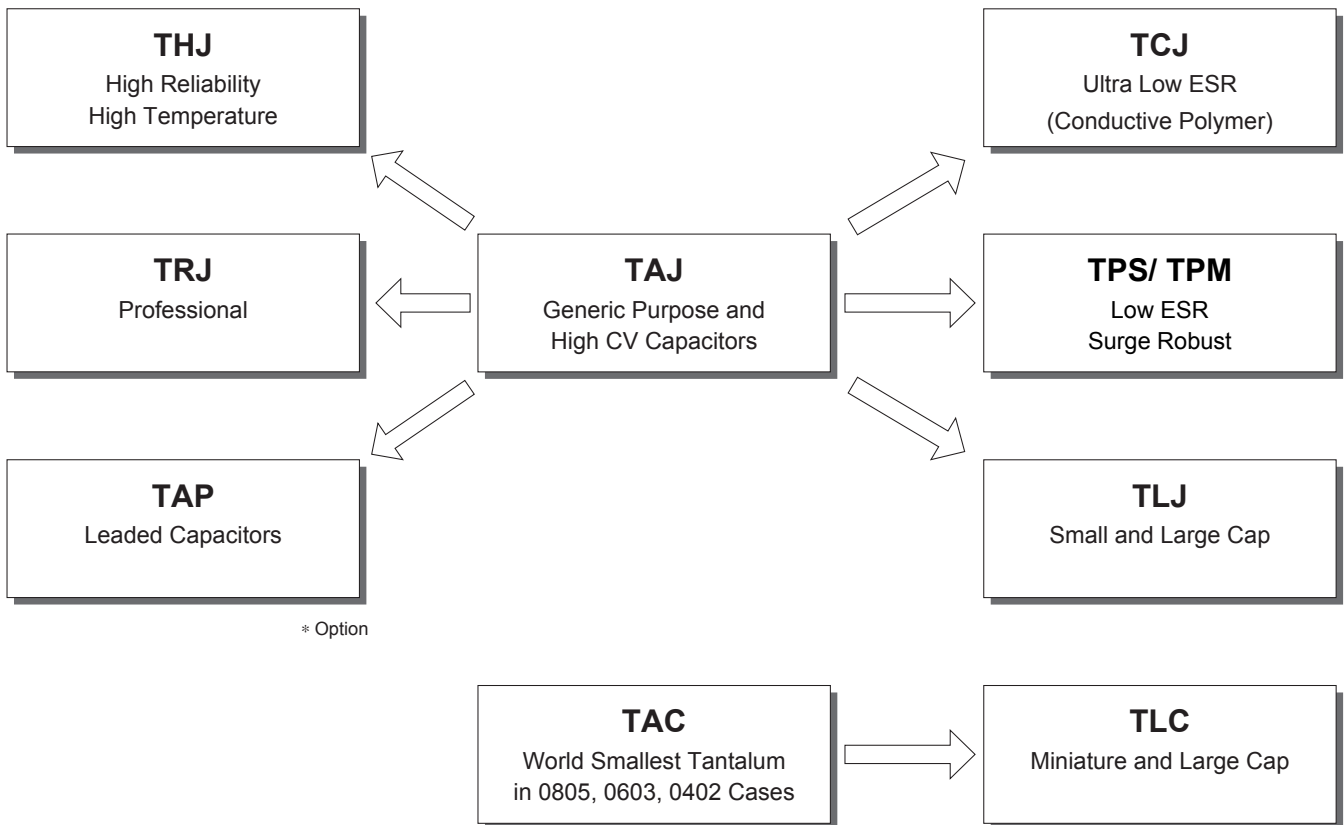 THJ
High Reliability
High Temperature
TCJ
Ultra Low ESR
(Conductive Polymer)
TRJ
Professional
TAJ
Generic Purpose and
High CV Capacitors
TPS/ TPM
Low ESR
Surge Robust
TAP
Leaded Capacitors
TLJ
Small and Large Cap
* Option
TAC
World Smallest Tantalum
in 0805, 0603, 0402 Cases
TLC
Miniature and Large Cap